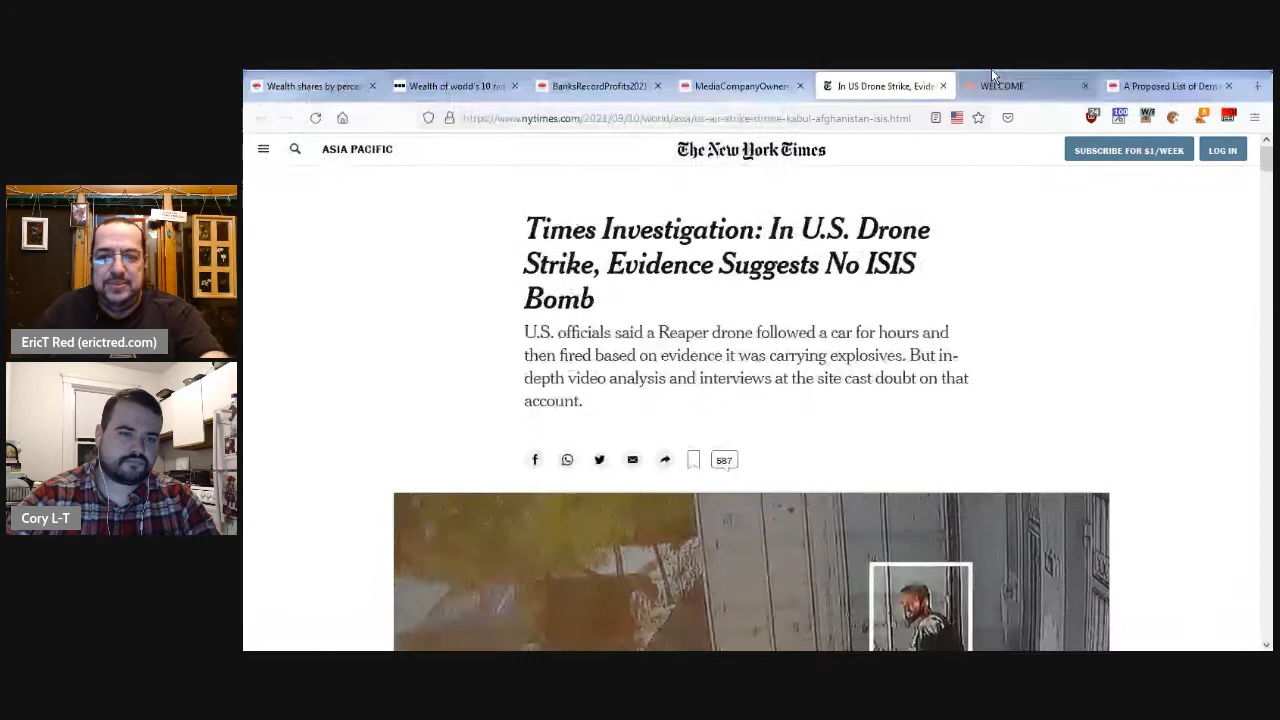 Wealth shares by perce
Wealth of world's 10 ri
BanksRecordProfits2021
MediaCompanyOwners
In US Drone Strike, Evide
WELCOME
A Proposed List of Dem
https://www.nytimes.com/2021/09/10/world/asia/us-air-strike-drone-kabul-afghanistan-isis.html
24
100
ASIA PACIFIC
The New York Times
SUBSCRIBE FOR $1/WEEK
LOG IN
Times Investigation: In U.S. Drone
Strike, Evidence Suggests No ISIS
Bomb
U.S. officials said a Reaper drone followed a car for hours and
then fired based on evidence it was carrying explosives. But in-
depth video analysis and interviews at the site cast doubt on that
account.
587
EricT Red (erictred.com)
Cory L-T